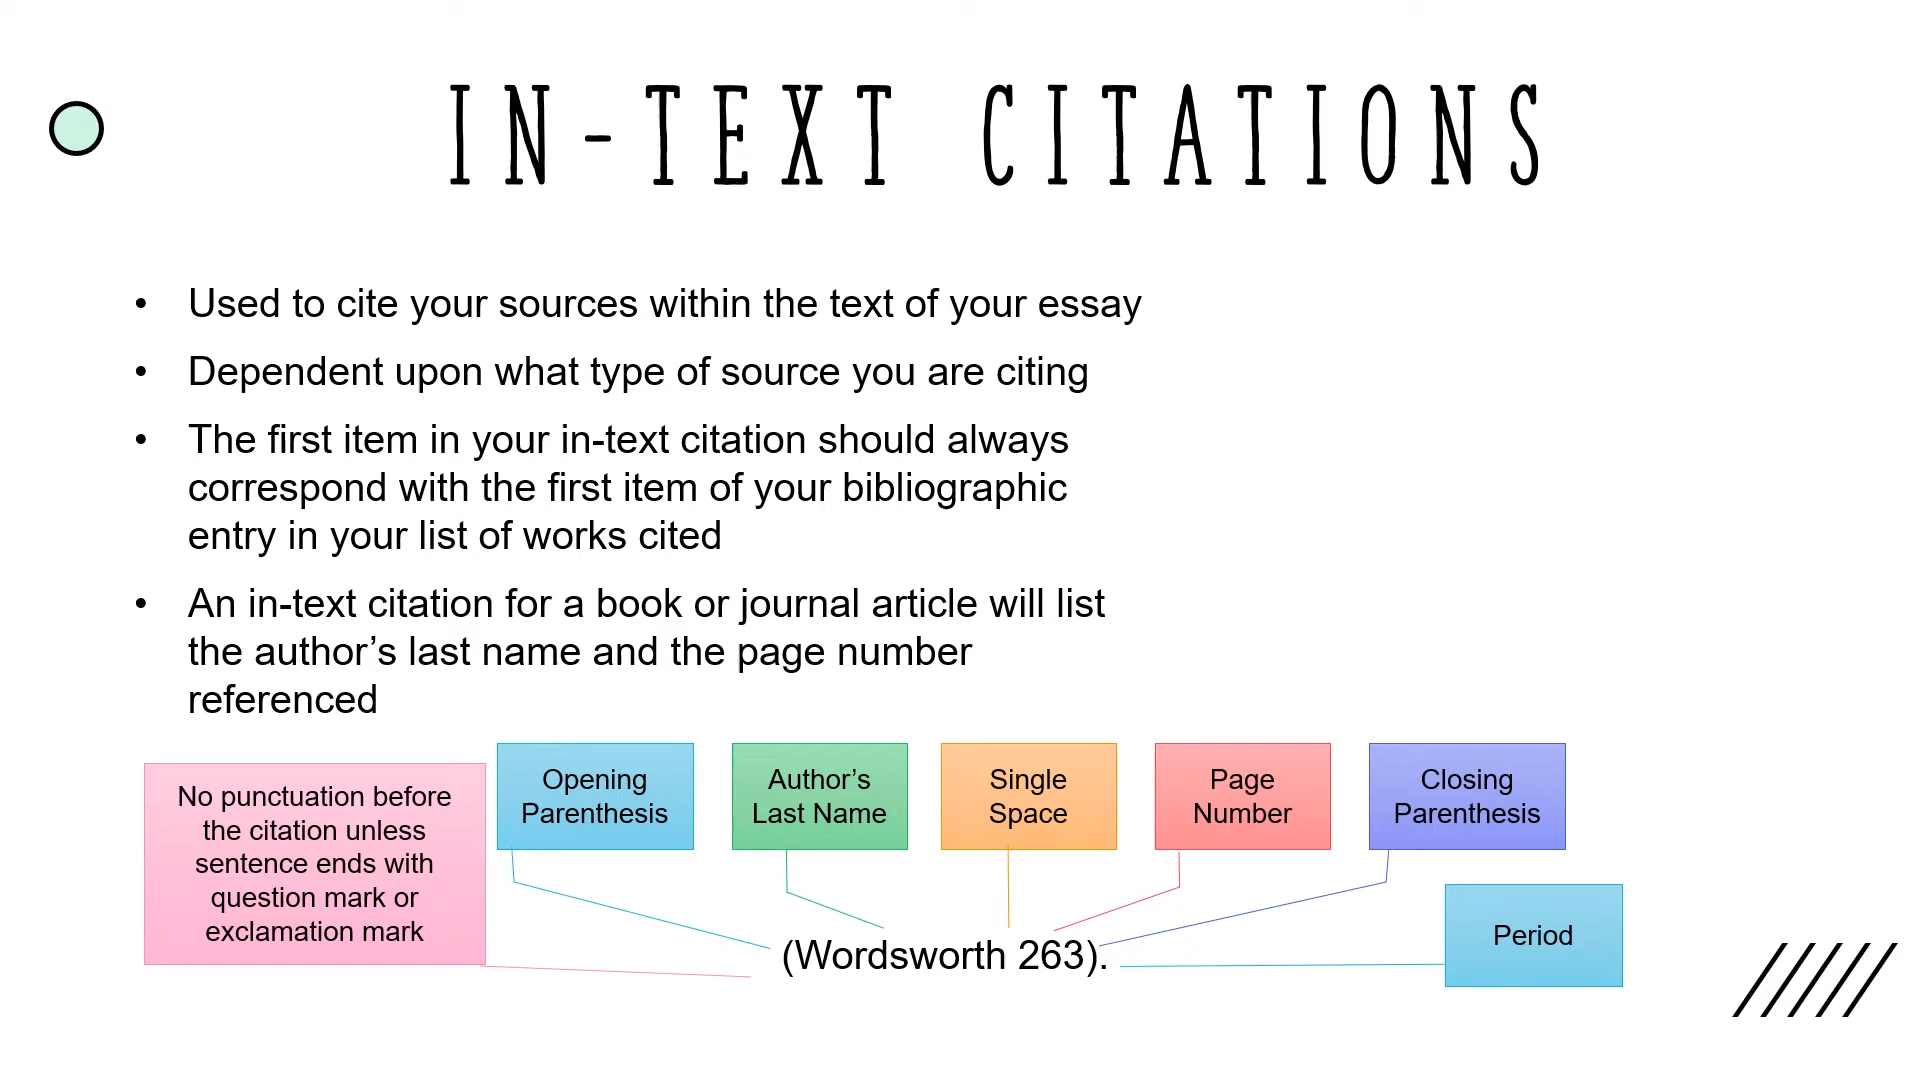 IN-TEXT CITATIONS
• Used to cite your sources within the text of your essay
• Dependent upon what type of source you are citing
• The first item in your in-text citation should always
correspond with the first item of your bibliographic
entry in your list of works cited
• An in-text citation for a book or journal article will list
the author’s last name and the page number
referenced
No punctuation before
the citation unless
sentence ends with
question mark or
exclamation mark
Opening
Parenthesis
Author’s
Last Name
Single
Space
Page
Number
Closing
Parenthesis
Period
(Wordsworth 263).